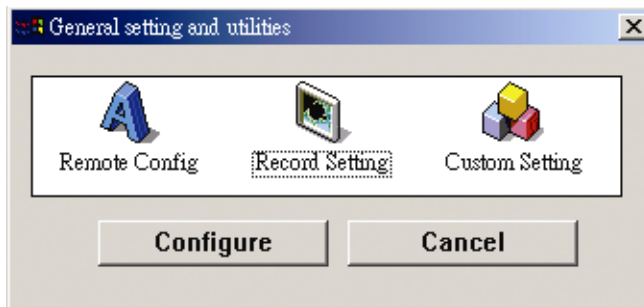 General setting and utilities
Remote Config Record Setting Custom Setting
Configure Cancel